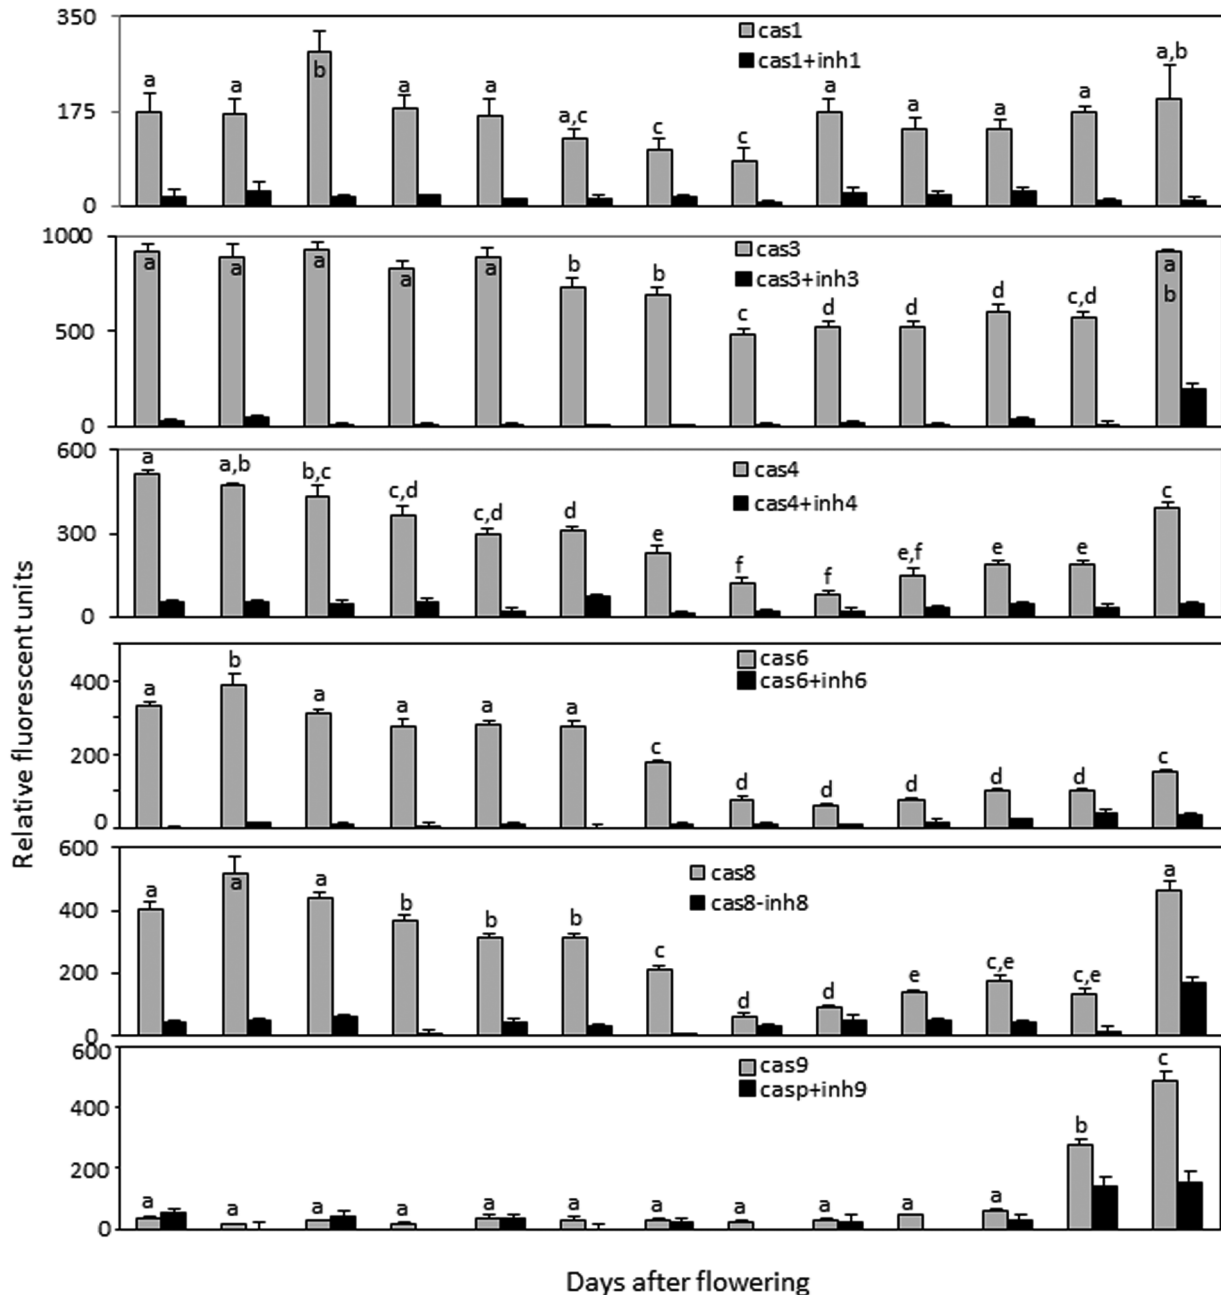 350
175
0
cas1
cas1+inh1
a a b a a a,c c c a a a a a,b
1000
500
0
cas3
cas3+inh3
a a a a a b b c d d d c,d a b
600
300
0
cas4
cas4+inh4
a a,b b,c c,d c,d d e f f e,f e e c
400
200
0
cas6
cas6+inh6
a b a a a a c d d d d d c
600
400
200
0
cas8
cas8-inh8
a a a b b b c d d e c,e c,e a
600
400
200
0
cas9
casp+inh9
a a a a a a a a a a a b c
Relative fluorescent units
Days after flowering